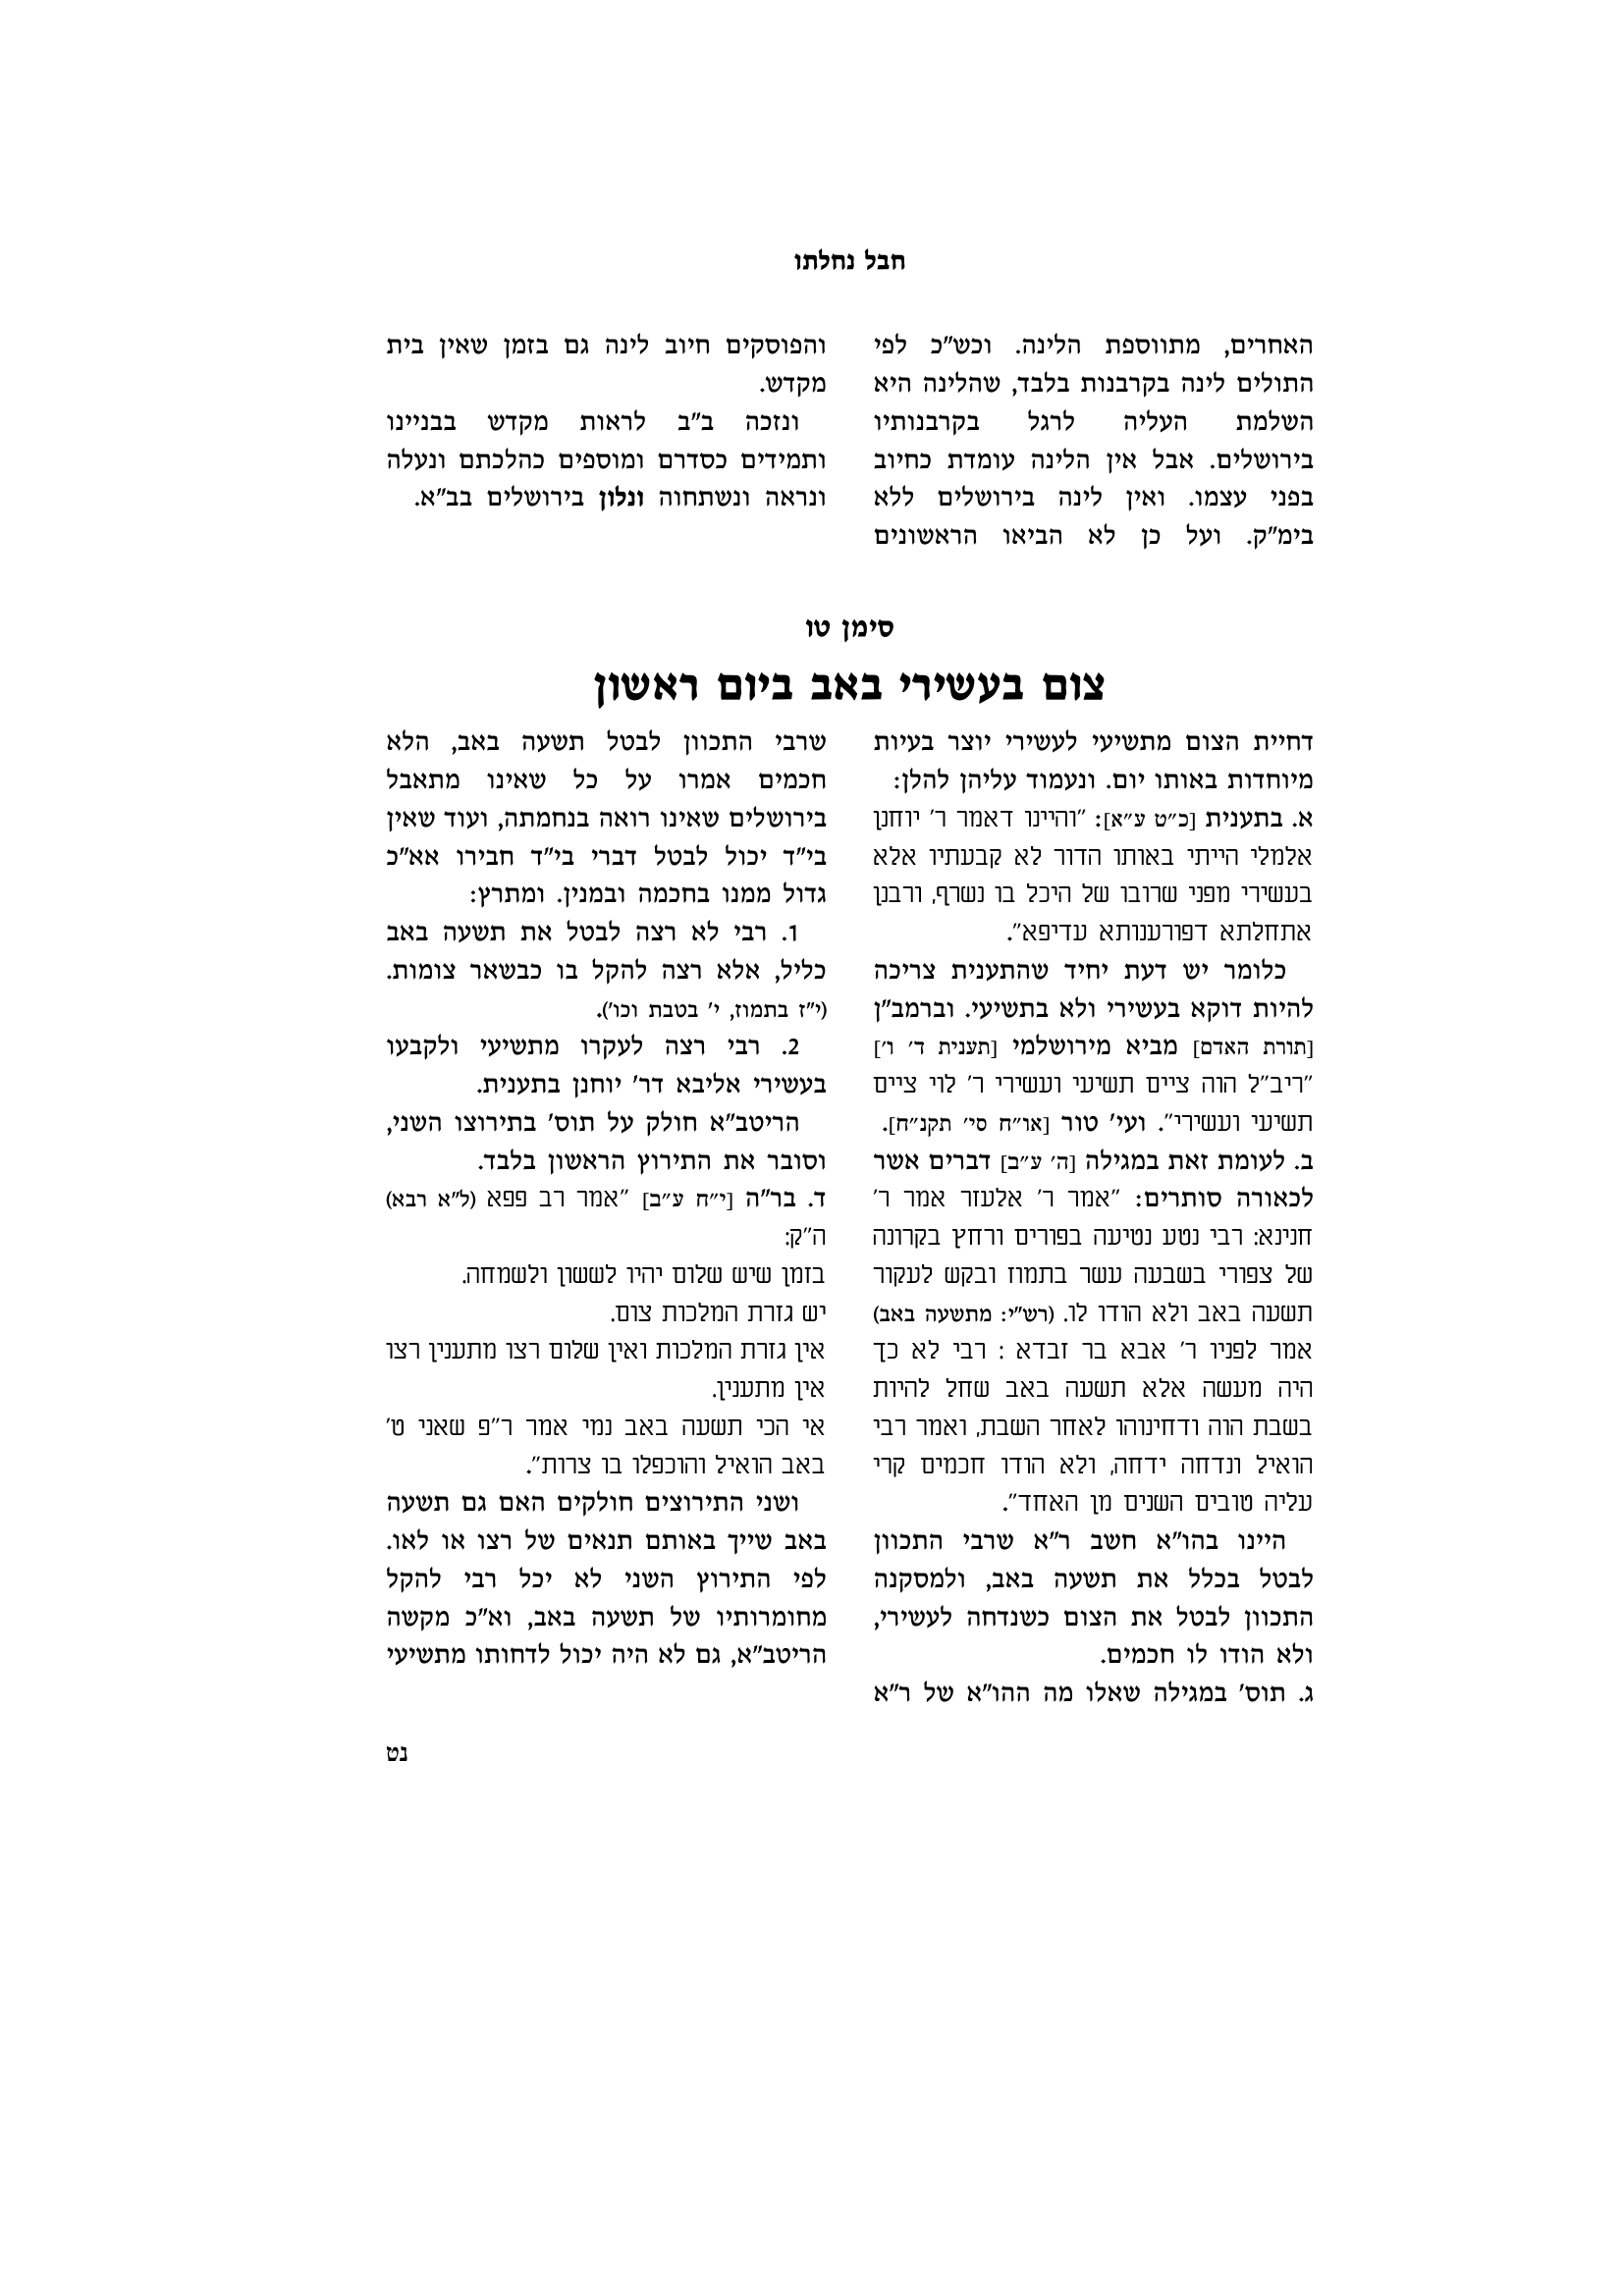 חבל נחלתו
האחרים, מתווספת הלינה. וכש"כ לפי
התולים לינה בקרבנות בלבד, שהלינה היא
השלמת העליה לרגל בקרבנותיו
בירושלים. אבל אין הלינה עומדת כחיוב
בפני עצמו. ואין לינה בירושלים ללא
בימ"ק. ועל כן לא הביאו הראשונים
והפוסקים חיוב לינה גם בזמן שאין בית
מקדש.
ונזכה ב"ב לראות מקדש בבניינו
ותמידים כסדרם ומוספים כהלכתם ונעלה
ונראה ונשתחוה ונלון בירושלים בב"א.
סימן טו
צום בעשירי באב ביום ראשון
דחיית הצום מתשיעי לעשירי יוצר בעיות
מיוחדות באותו יום. ונעמוד עליהן להלן:
א. בתענית [כ"ט ע"א]: "והיינו דאמר ר' יוחנן
אלמלי הייתי באותו הדור לא קבעתיו אלא
בעשירי מפני שרובו של היכל בו נשרף, ורבנן
אתחלתא דפורענותא עדיפא".
כלומר יש דעת יחיד שהתענית צריכה
להיות דוקא בעשירי ולא בתשיעי. וברמב"ן
[תורת האדם] מביא מירושלמי [תענית ד' ו']
"ריב"ל הוה ציים תשיעי ועשירי ר' לוי ציים
תשיעי ועשירי". ועי' טור [או"ח סי' תקנ"ח].
ב. לעומת זאת במגילה [ה' ע"ב] דברים אשר
לכאורה סותרים: "אמר ר' אלעזר אמר ר'
חנינא: רבי נטע נטיעה בפורים ורחץ בקרונה
של צפורי בשבעה עשר בתמוז ובקש לעקור
תשעה באב ולא הודו לו. (רש"י: מתשעה באב)
אמר לפניו ר' אבא בר זבדא : רבי לא כך
היה מעשה אלא תשעה באב שחל להיות
בשבת הוה ודחינוהו לאחר השבת, ואמר רבי
הואיל ונדחה ידחה, ולא הודו חכמים קרי
עליה טובים השנים מן האחד".
היינו בהו"א חשב ר"א שרבי התכוון
לבטל בכלל את תשעה באב, ולמסקנה
התכוון לבטל את הצום כשנדחה לעשירי,
ולא הודו לו חכמים.
ג. תוס' במגילה שאלו מה ההו"א של ר"א
שרבי התכוון לבטל תשעה באב, הלא
חכמים אמרו על כל שאינו מתאבל
בירושלים שאינו רואה בנחמתה, ועוד שאין
בי"ד יכול לבטל דברי בי"ד חבירו אא"כ
גדול ממנו בחכמה ובמנין. ומתרץ:
1. רבי לא רצה לבטל את תשעה באב
כליל, אלא רצה להקל בו כבשאר צומות.
(י"ז בתמוז, י' בטבת וכו').
2. רבי רצה לעקרו מתשיעי ולקבעו
בעשירי אליבא דר' יוחנן בתענית.
הריטב"א חולק על תוס' בתירוצו השני,
וסובר את התירוץ הראשון בלבד.
ד. בר"ה [י"ח ע"ב] "אמר רב פפא (ל"א רבא)
ה"ק:
בזמן שיש שלום יהיו לששון ולשמחה.
יש גזרת המלכות צום.
אין גזרת המלכות ואין שלום רצו מתענין רצו
אין מתענין.
אי הכי תשעה באב נמי אמר ר"פ שאני ט'
באב הואיל והוכפלו בו צרות".
ושני התירוצים חולקים האם גם תשעה
באב שייך באותם תנאים של רצו או לאו.
לפי התירוץ השני לא יכל רבי להקל
מחומרותיו של תשעה באב, וא"כ מקשה
הריטב"א, גם לא היה יכול לדחותו מתשיעי
נט